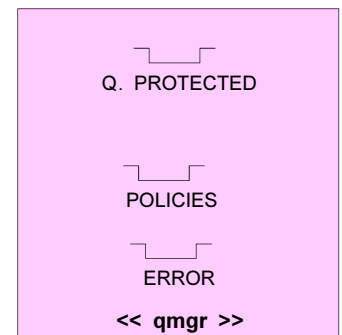 Q. PROTECTED
POLICIES
ERROR
<< qmgr >>